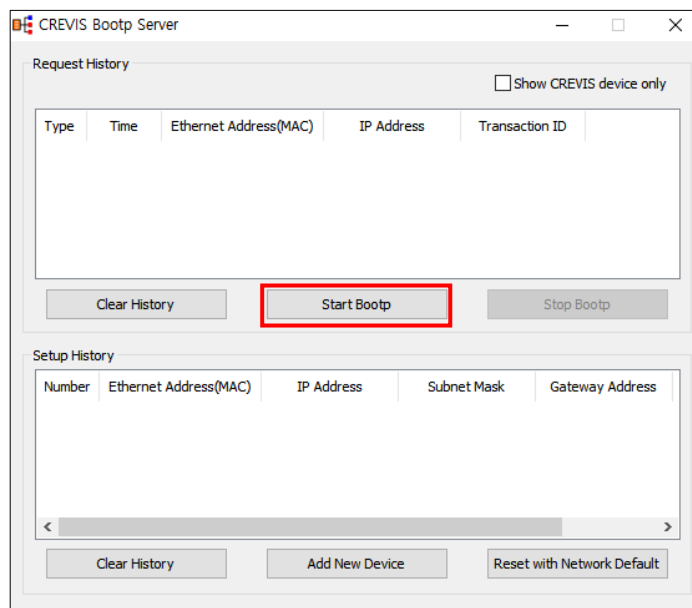 CREVIS Bootp Server
Request History
Show CREVIS device only
Type Time Ethernet Address(MAC) IP Address Transaction ID
Clear History Start Bootp Stop Bootp
Setup History
Number Ethernet Address(MAC) IP Address Subnet Mask Gateway Address
Clear History Add New Device Reset with Network Default